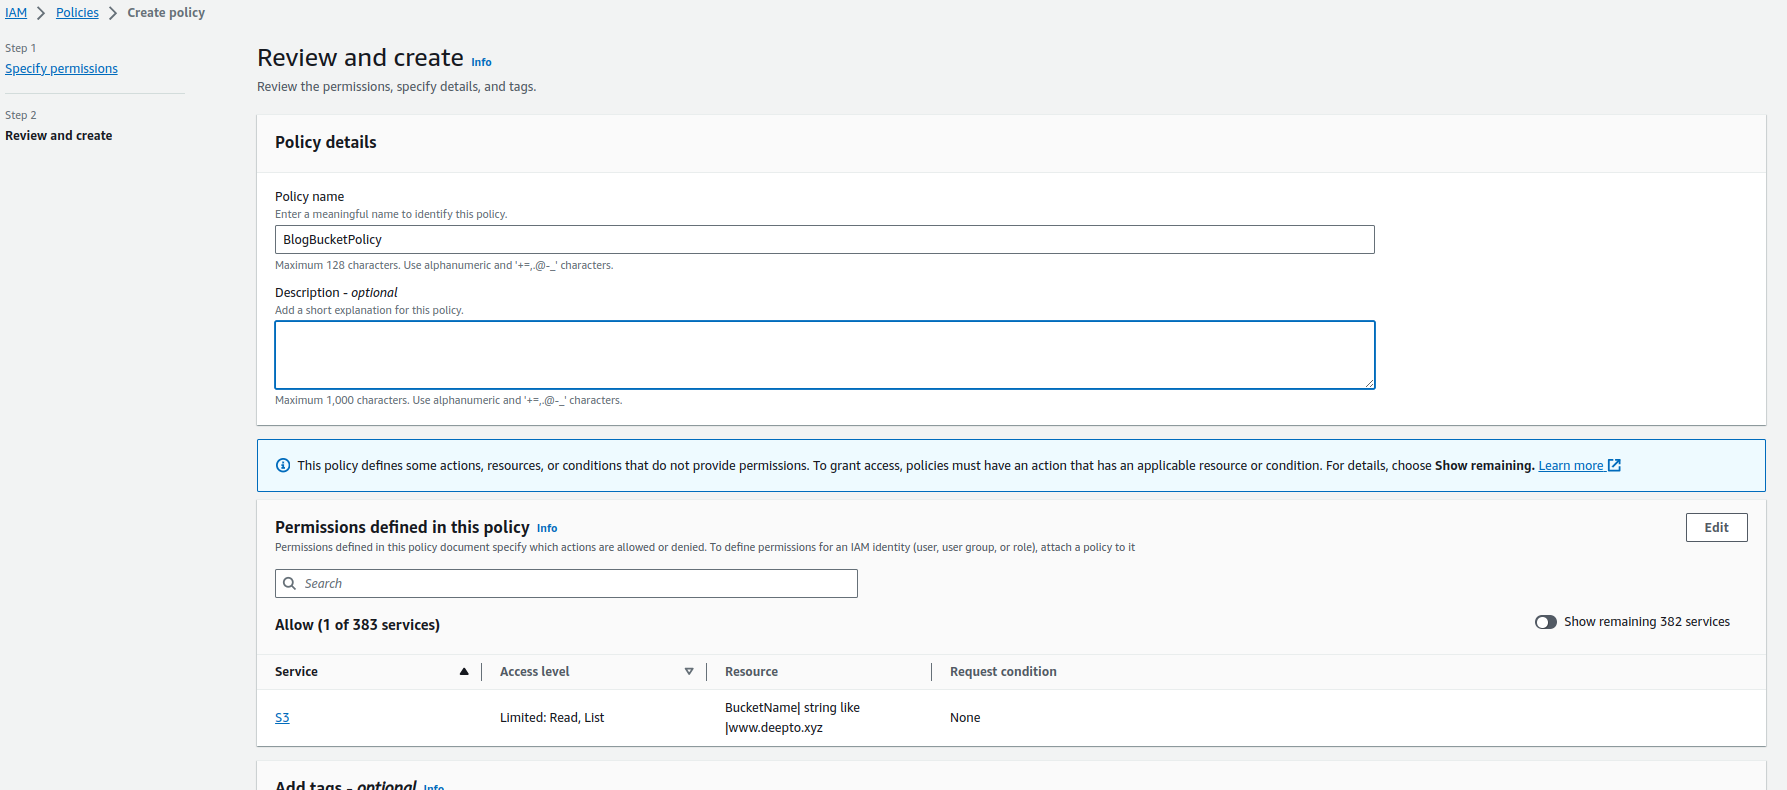 IAM > Policies > Create policy
Step 1
Specify permissions
Step 2
Review and create
Review and create Info
Review the permissions, specify details, and tags.
Policy details
Policy name
Enter a meaningful name to identify this policy.
BlogBucketPolicy
Maximum 128 characters. Use alphanumeric and '+=,.@-_' characters.
Description - optional
Add a short explanation for this policy.
Maximum 1,000 characters. Use alphanumeric and '+=,.@-_' characters.
This policy defines some actions, resources, or conditions that do not provide permissions. To grant access, policies must have an action that has an applicable resource or condition. For details, choose Show remaining. Learn more
Permissions defined in this policy Info
Edit
Permissions defined in this policy document specify which actions are allowed or denied. To define permissions for an IAM identity (user, user group, or role), attach a policy to it
Search
Allow (1 of 383 services)
Show remaining 382 services
Service Access level Resource Request condition
S3 Limited: Read, List BucketName| string like None
|www.deepto.xyz
Add tags - optional Info